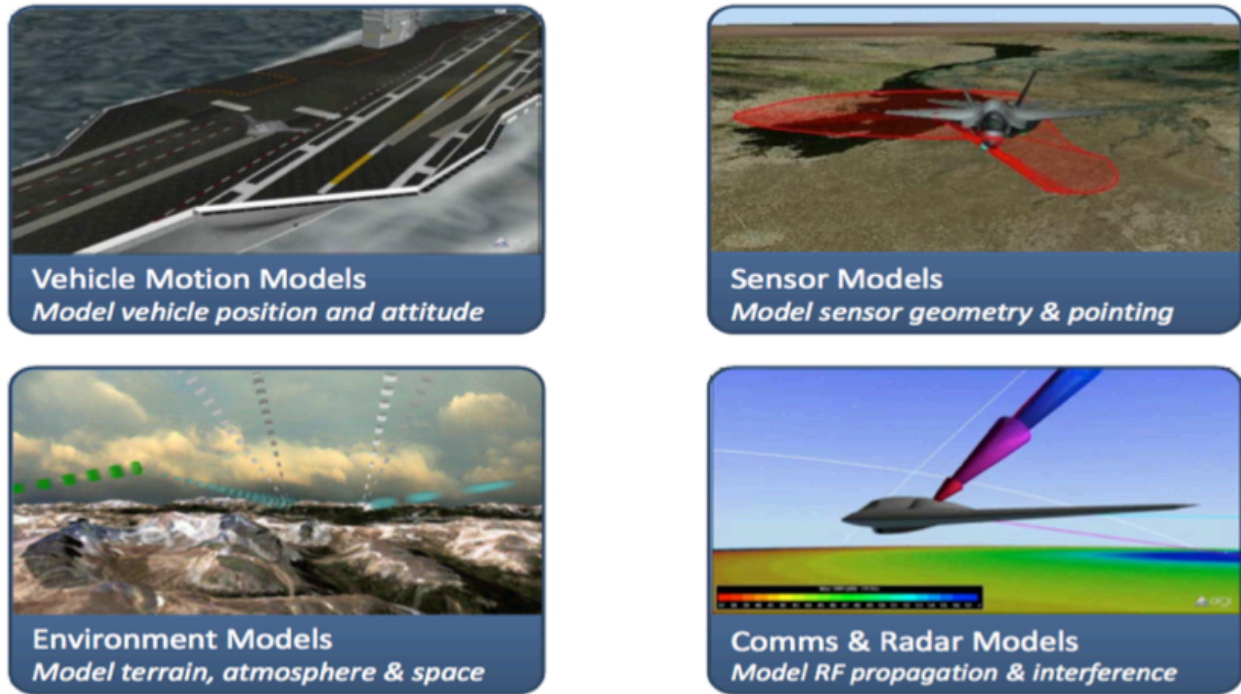 Vehicle Motion Models
Model vehicle position and attitude
Sensor Models
Model sensor geometry & pointing
Environment Models
Model terrain, atmosphere & space
agi
Comms & Radar Models
Model RF propagation & interference